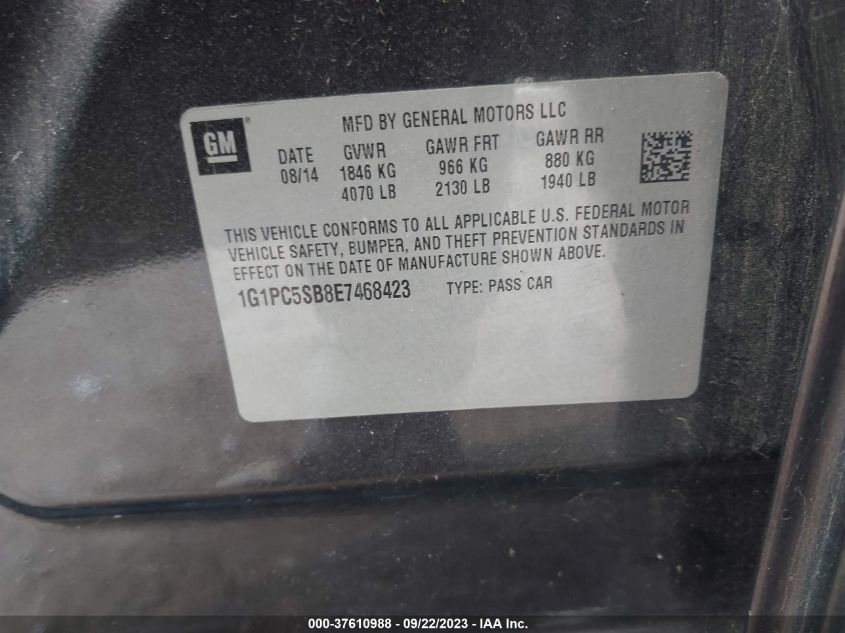 GM ®
MFD BY GENERAL MOTORS LLC
DATE GVWR GAWR FRT GAWR RR
08/14 1846 KG 966 KG 880 KG
4070 LB 2130 LB 1940 LB
THIS VEHICLE CONFORMS TO ALL APPLICABLE U.S. FEDERAL MOTOR
VEHICLE SAFETY, BUMPER, AND THEFT PREVENTION STANDARDS IN
EFFECT ON THE DATE OF MANUFACTURE SHOWN ABOVE.
1G1PC5SB8E7468423 TYPE: PASS CAR
000-37610988 - 09/22/2023 - IAA Inc.